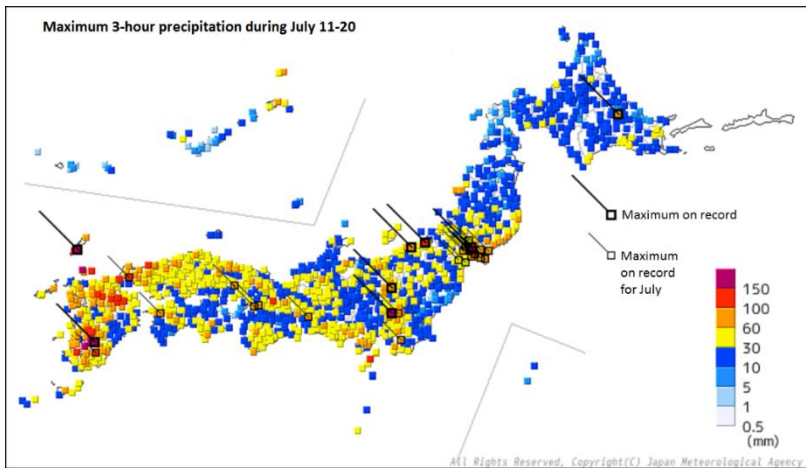 Maximum 3-hour precipitation during July 11-20
Maximum on record
Maximum
on record
for July
150
100
60
30
10
5
1
0.5
(mm)
All Rights Reserved, Copyright(C) Japan Meteorological Agency